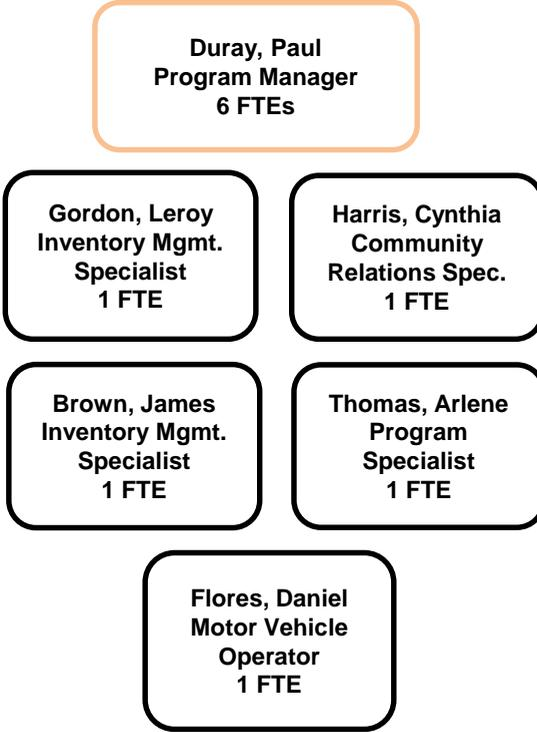 Duray, Paul
Program Manager
6 FTEs
Gordon, Leroy
Inventory Mgmt.
Specialist
1 FTE
Harris, Cynthia
Community
Relations Spec.
1 FTE
Brown, James
Inventory Mgmt.
Specialist
1 FTE
Thomas, Arlene
Program
Specialist
1 FTE
Flores, Daniel
Motor Vehicle
Operator
1 FTE